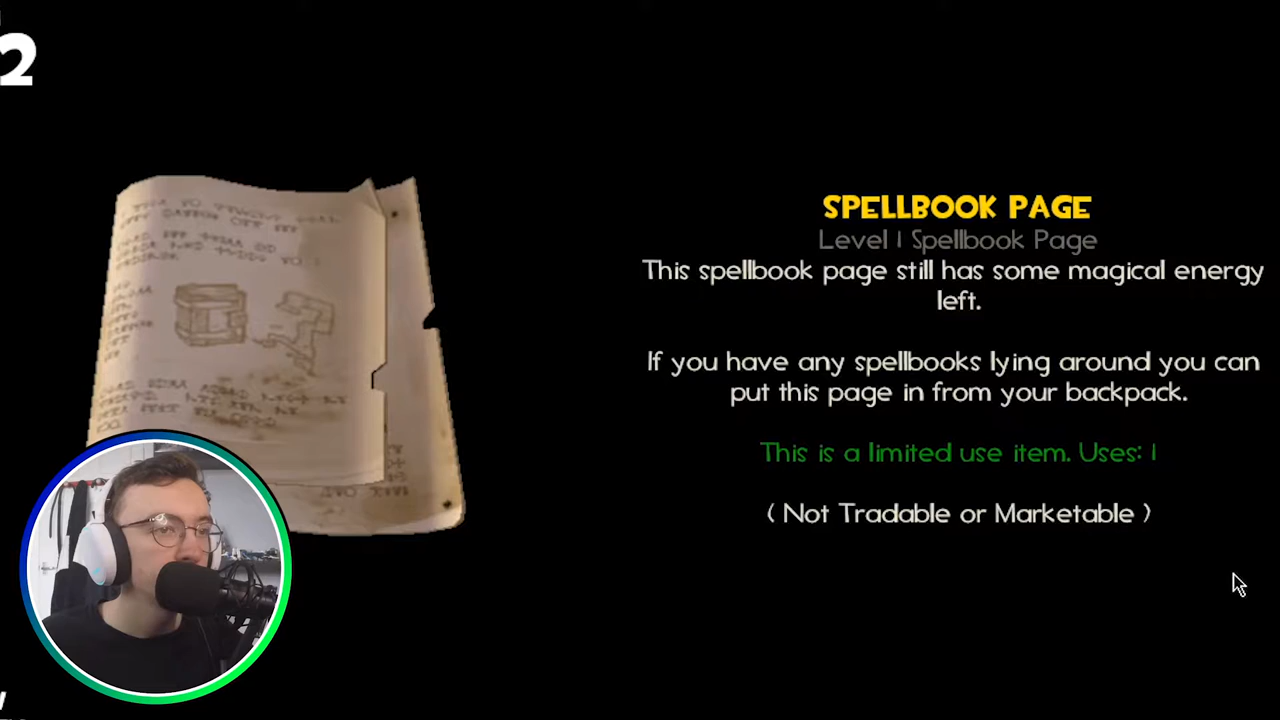 2
SPELLBOOK PAGE
Level 1 Spellbook Page
This spellbook page still has some magical energy
left.
If you have any spellbooks lying around you can
put this page in from your backpack.
This is a limited use item. Uses: 1
( Not Tradable or Marketable )